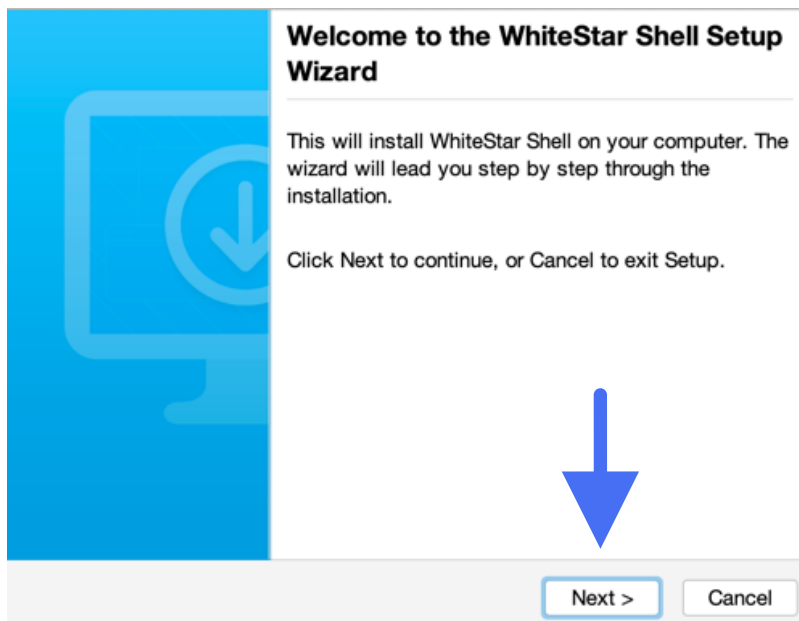 Welcome to the WhiteStar Shell Setup
Wizard
This will install WhiteStar Shell on your computer. The
wizard will lead you step by step through the
installation.
Click Next to continue, or Cancel to exit Setup.
Next >
Cancel